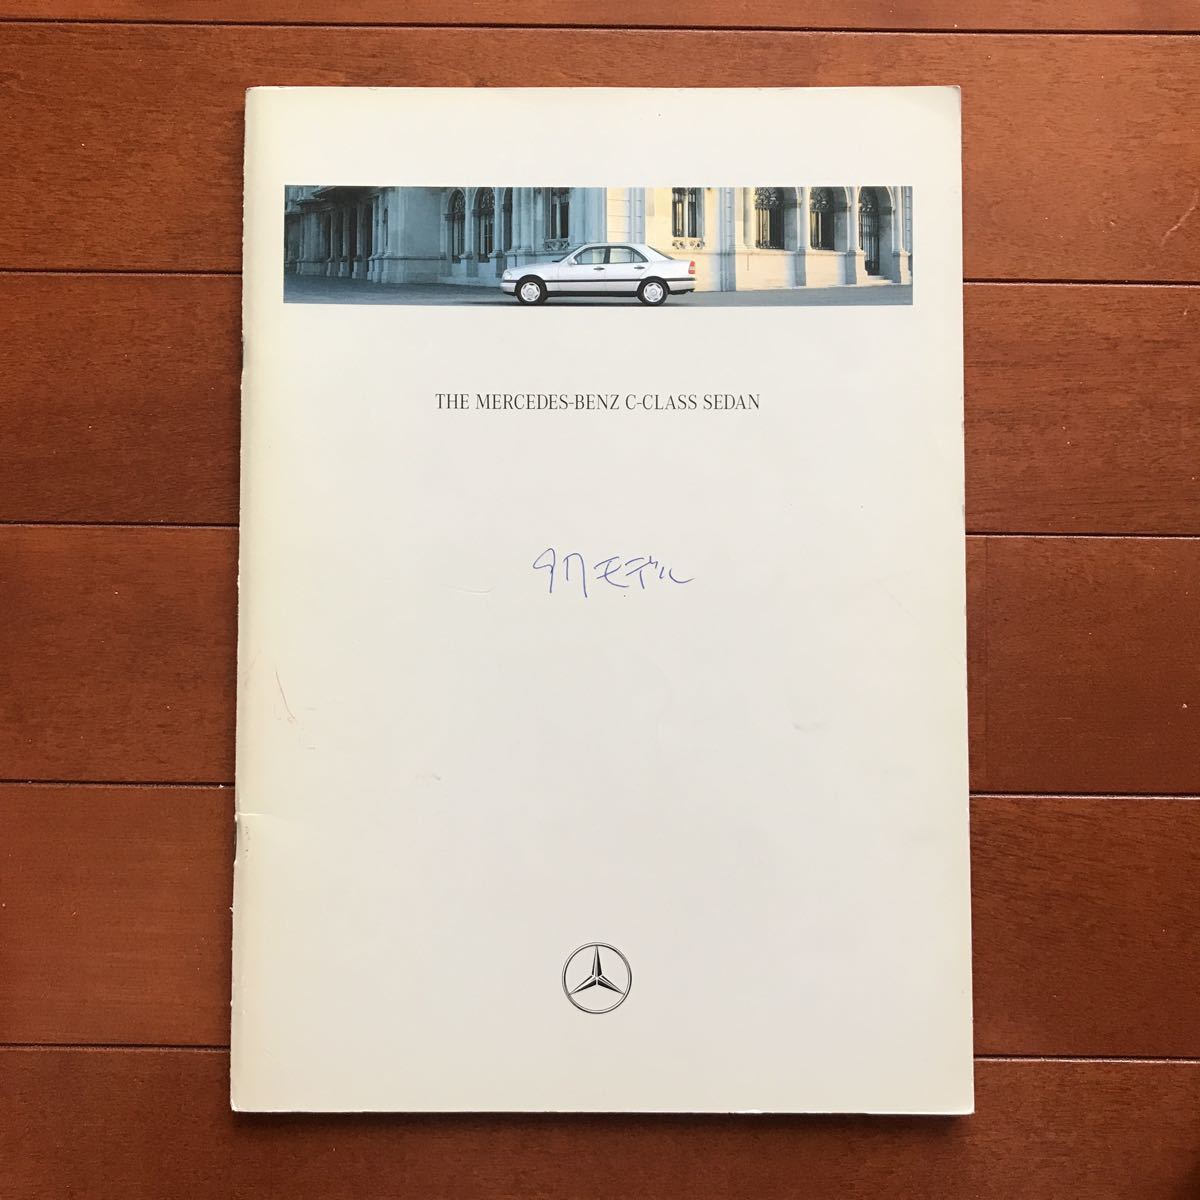 THE MERCEDES-BENZ C-CLASS SEDAN
97モデル